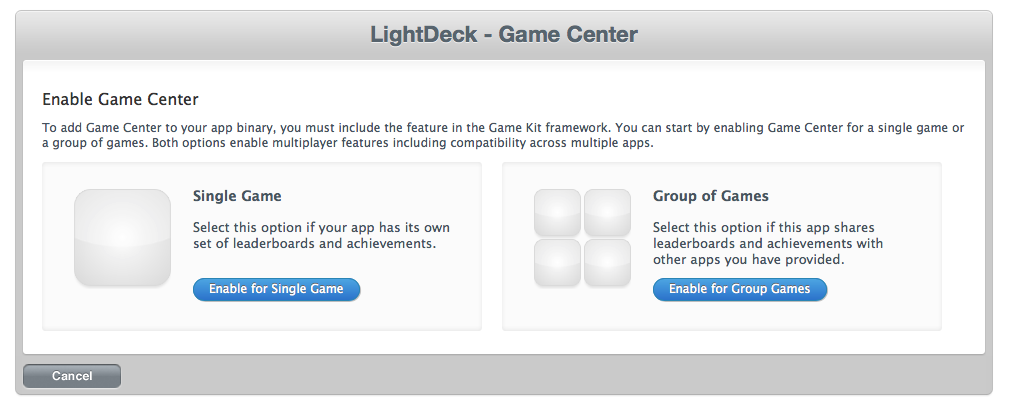 LightDeck - Game Center
Enable Game Center
To add Game Center to your app binary, you must include the feature in the Game Kit framework. You can start by enabling Game Center for a single game or
a group of games. Both options enable multiplayer features including compatibility across multiple apps.
Single Game
Select this option if your app has its own
set of leaderboards and achievements.
Enable for Single Game
Group of Games
Select this option if this app shares
leaderboards and achievements with
other apps you have provided.
Enable for Group Games
Cancel